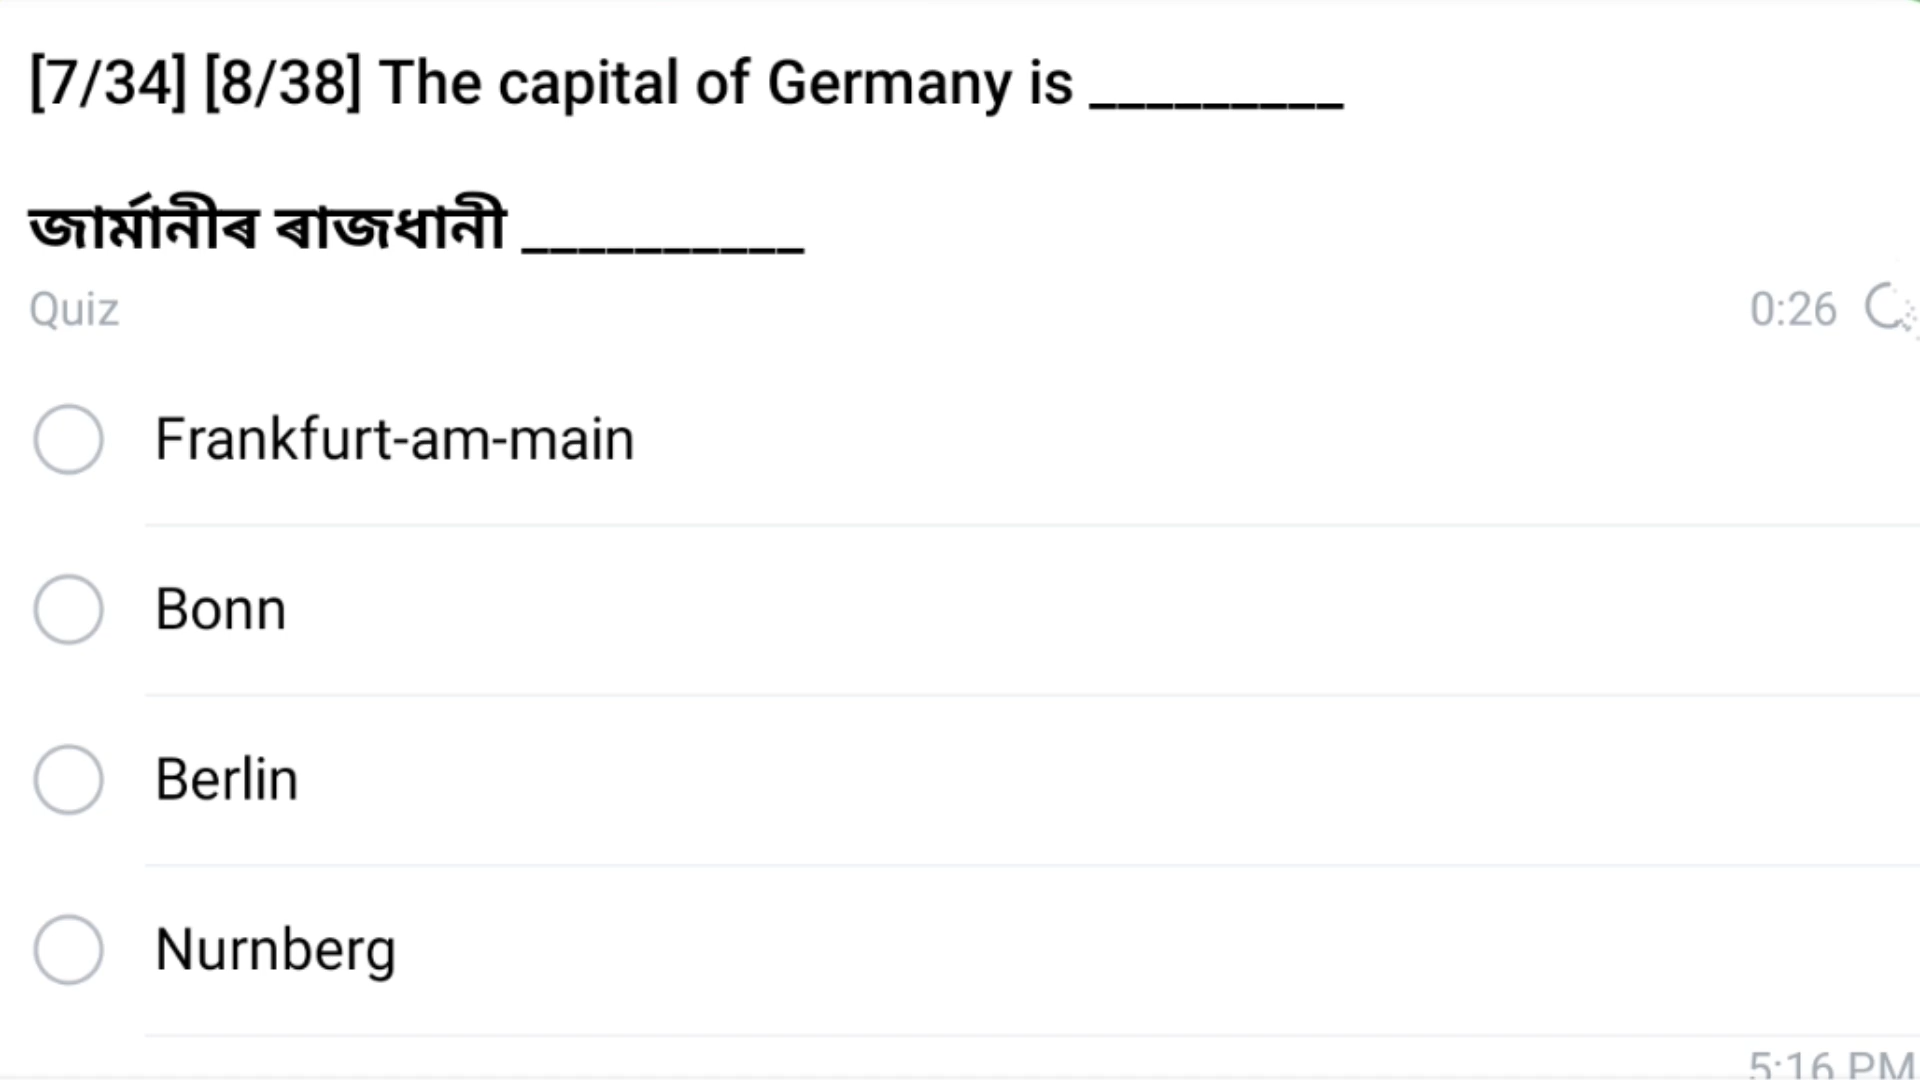 [7/34] [8/38] The capital of Germany is _________
জাৰ্মানীৰ ৰাজধানী __________
Quiz
0:26
Frankfurt-am-main
Bonn
Berlin
Nurnberg
5:16 PM